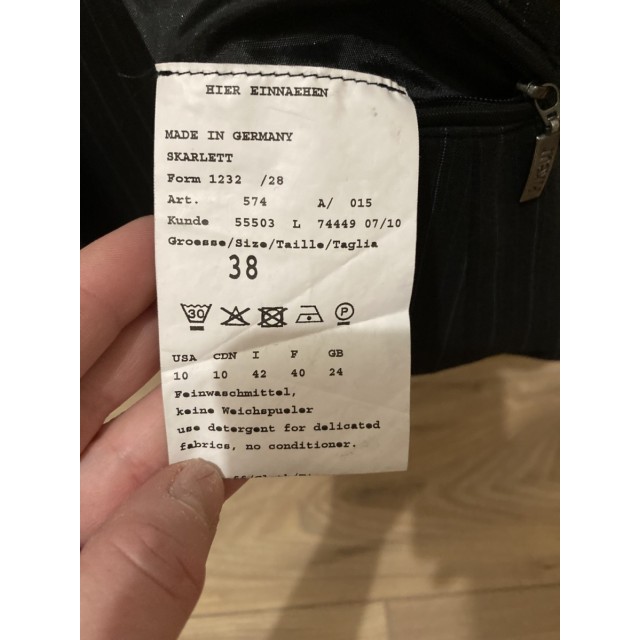 HIER EINNAEHEN
MADE IN GERMANY
SKARLETT
Form 1232 /28
Art. 574 A/ 015
Kunde 55503 L 74449 07/10
Groesse/Size/Taille/Taglia
38
30 P
USA CDN I F GB
10 10 42 40 24
Feinwaschmittel,
keine Weichspueler
use detergent for delicated
fabrics, no conditioner.